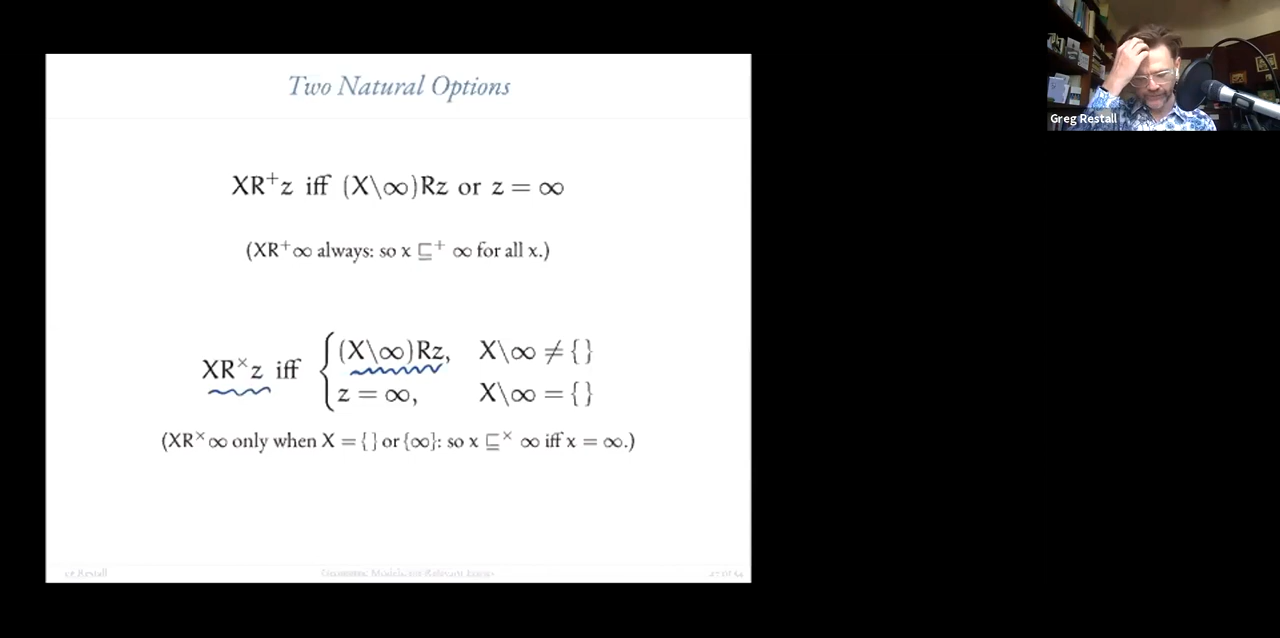 Two Natural Options
XR⁺z iff (X\∞)Rz or z = ∞
(XR⁺∞ always: so x ⊑⁺ ∞ for all x.)
XR×z iff { (X\∞)Rz, X\∞ ≠ { }
z = ∞, X\∞ = { }
(XR×∞ only when X = { } or {∞}: so x ⊑× ∞ iff x = ∞.)
Restall
Greg Restall